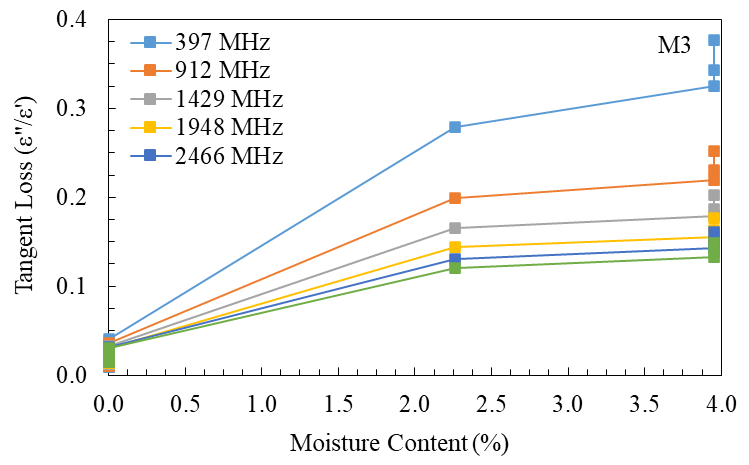 0.4
0.3
0.2
0.1
0.0
Tangent Loss (ε"/ε')
397 MHz
912 MHz
1429 MHz
1948 MHz
2466 MHz
M3
0.0 0.5 1.0 1.5 2.0 2.5 3.0 3.5 4.0
Moisture Content (%)